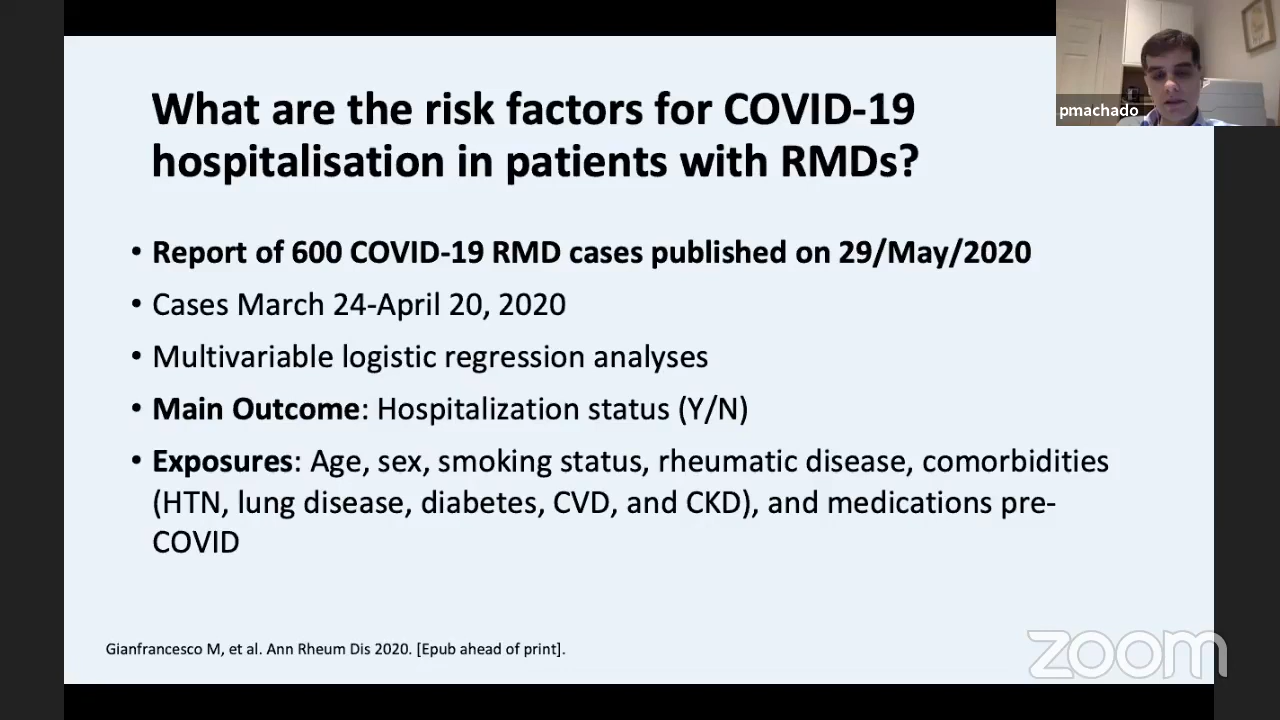 What are the risk factors for COVID-19
hospitalisation in patients with RMDs?
pmachado
• Report of 600 COVID-19 RMD cases published on 29/May/2020
• Cases March 24-April 20, 2020
• Multivariable logistic regression analyses
• Main Outcome: Hospitalization status (Y/N)
• Exposures: Age, sex, smoking status, rheumatic disease, comorbidities
(HTN, lung disease, diabetes, CVD, and CKD), and medications pre-
COVID
Gianfrancesco M, et al. Ann Rheum Dis 2020. [Epub ahead of print].
zoom